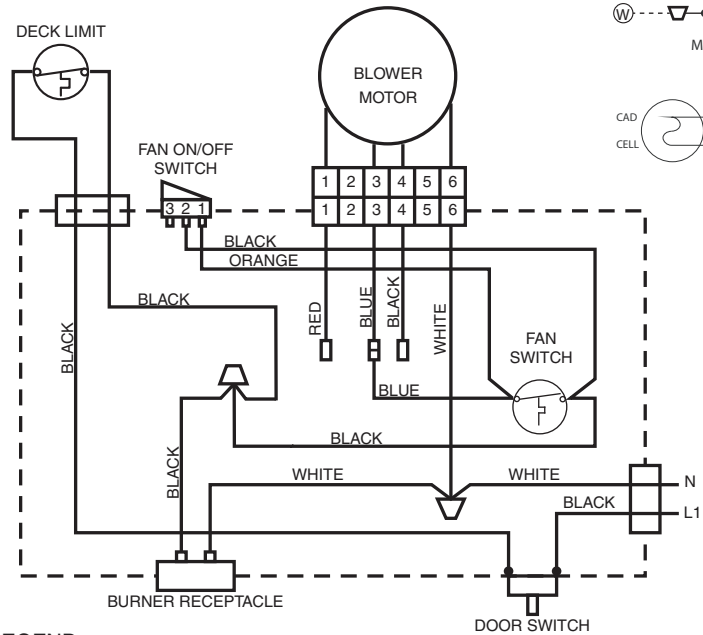 DECK LIMIT
W
M
BLOWER
MOTOR
CAD
CELL
FAN ON/OFF
SWITCH
1 2 3 4 5 6
3 2 1
1 2 3 4 5 6
BLACK
ORANGE
BLACK
RED
BLUE
BLACK
WHITE
BLACK
FAN
SWITCH
BLUE
BLACK
BLACK
WHITE
WHITE
N
BLACK
L1
BURNER RECEPTACLE
DOOR SWITCH